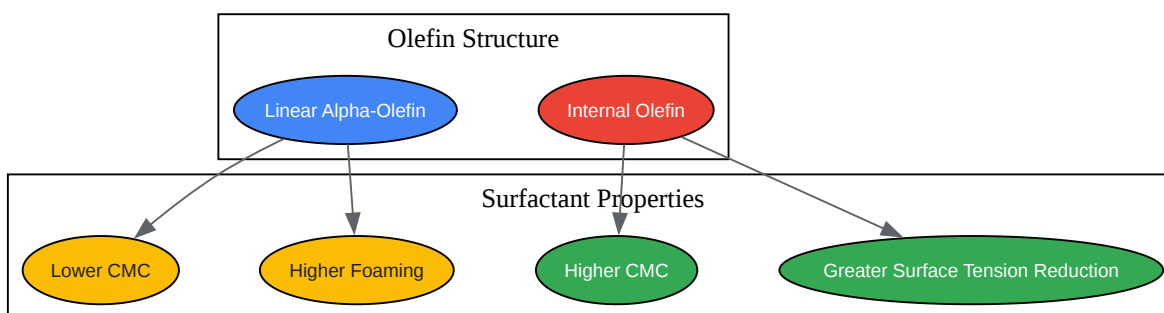 Olefin Structure
Linear Alpha-Olefin
Internal Olefin
Surfactant Properties
Lower CMC
Higher Foaming
Higher CMC
Greater Surface Tension Reduction